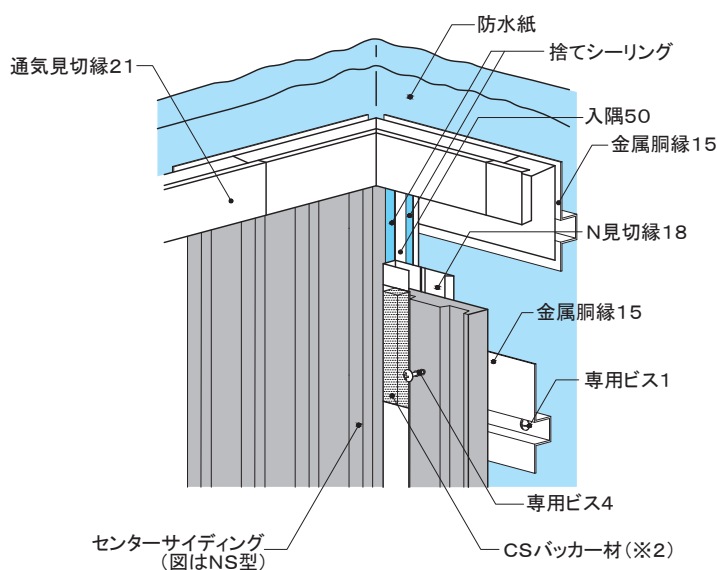 防水紙
捨てシーリング
通気見切縁21
入隅50
金属胴縁15
N見切縁18
金属胴縁15
専用ビス1
専用ビス4
センターサイディング
(図はNS型)
CSバッカー材(※2)